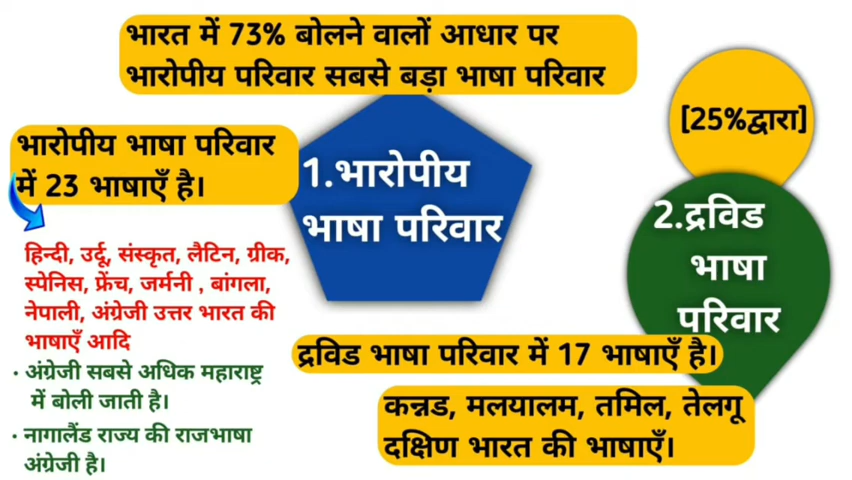 भारत में 73% बोलने वालों आधार पर
भारोपीय परिवार सबसे बड़ा भाषा परिवार
[25%द्वारा]
भारोपीय भाषा परिवार
में 23 भाषाएँ है।
1.भारोपीय
भाषा परिवार
2.द्रविड
भाषा
परिवार
हिन्दी, उर्दू, संस्कृत, लैटिन, ग्रीक,
स्पेनिस, फ्रेंच, जर्मनी , बांगला,
नेपाली, अंग्रेजी उत्तर भारत की
भाषाएँ आदि
• अंग्रेजी सबसे अधिक महाराष्ट्र
में बोली जाती है।
• नागालैंड राज्य की राजभाषा
अंग्रेजी है।
द्रविड भाषा परिवार में 17 भाषाएँ है।
कन्नड, मलयालम, तमिल, तेलगू
दक्षिण भारत की भाषाएँ।